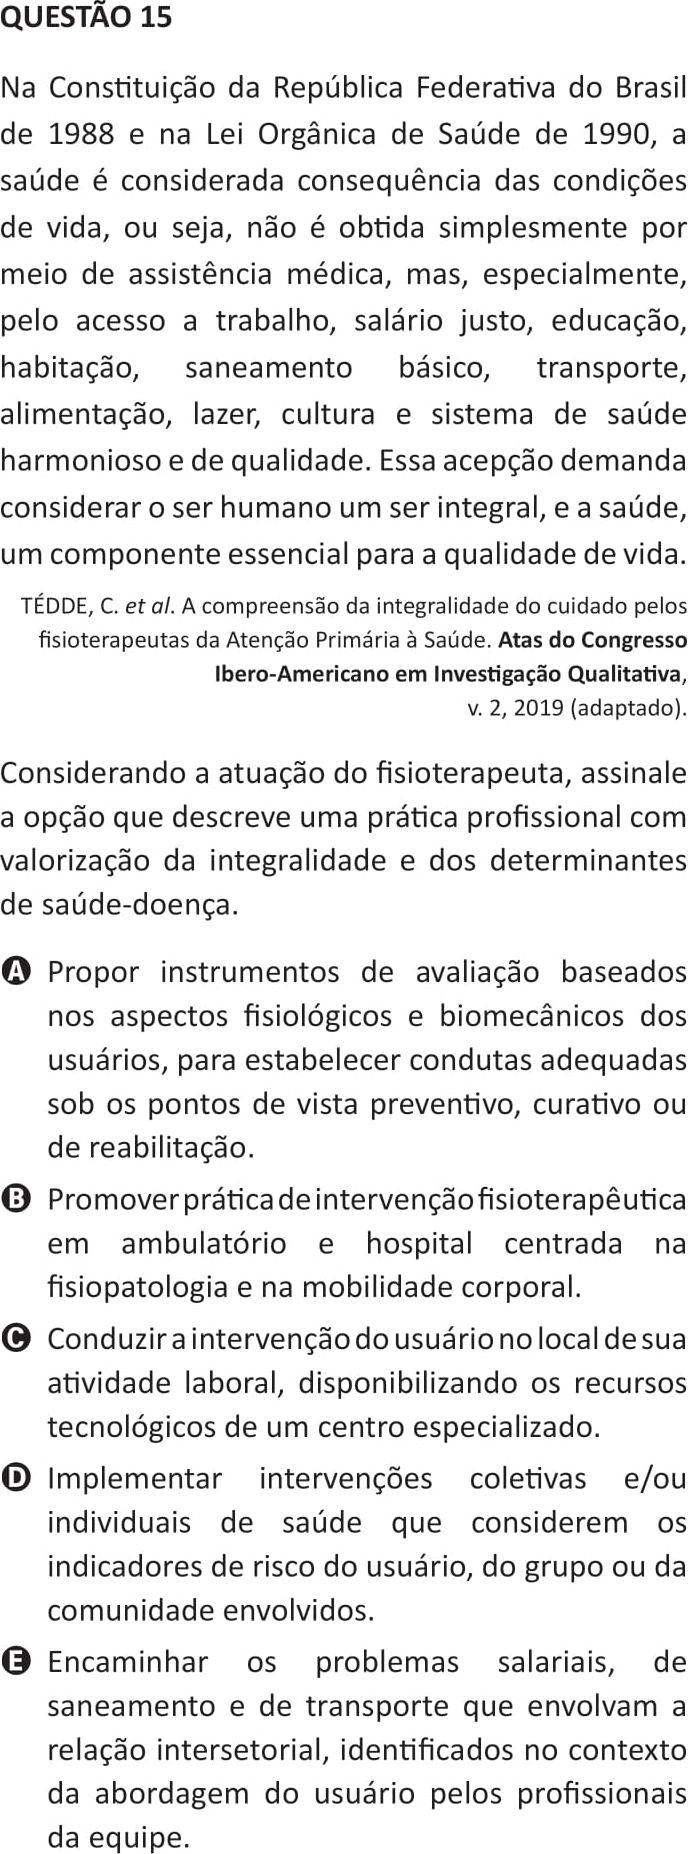 QUESTÃO 15
Na Constituição da República Federativa do Brasil
de 1988 e na Lei Orgânica de Saúde de 1990, a
saúde é considerada consequência das condições
de vida, ou seja, não é obtida simplesmente por
meio de assistência médica, mas, especialmente,
pelo acesso a trabalho, salário justo, educação,
habitação, saneamento básico, transporte,
alimentação, lazer, cultura e sistema de saúde
harmonioso e de qualidade. Essa acepção demanda
considerar o ser humano um ser integral, e a saúde,
um componente essencial para a qualidade de vida.
TÉDDE, C. et al. A compreensão da integralidade do cuidado pelos
fisioterapeutas da Atenção Primária à Saúde. Atas do Congresso
Ibero-Americano em Investigação Qualitativa,
v. 2, 2019 (adaptado).
Considerando a atuação do fisioterapeuta, assinale
a opção que descreve uma prática profissional com
valorização da integralidade e dos determinantes
de saúde-doença.
A Propor instrumentos de avaliação baseados
nos aspectos fisiológicos e biomecânicos dos
usuários, para estabelecer condutas adequadas
sob os pontos de vista preventivo, curativo ou
de reabilitação.
B Promover prática de intervenção fisioterapêutica
em ambulatório e hospital centrada na
fisiopatologia e na mobilidade corporal.
C Conduzir a intervenção do usuário no local de sua
atividade laboral, disponibilizando os recursos
tecnológicos de um centro especializado.
D Implementar intervenções coletivas e/ou
individuais de saúde que considerem os
indicadores de risco do usuário, do grupo ou da
comunidade envolvidos.
E Encaminhar os problemas salariais, de
saneamento e de transporte que envolvam a
relação intersetorial, identificados no contexto
da abordagem do usuário pelos profissionais
da equipe.